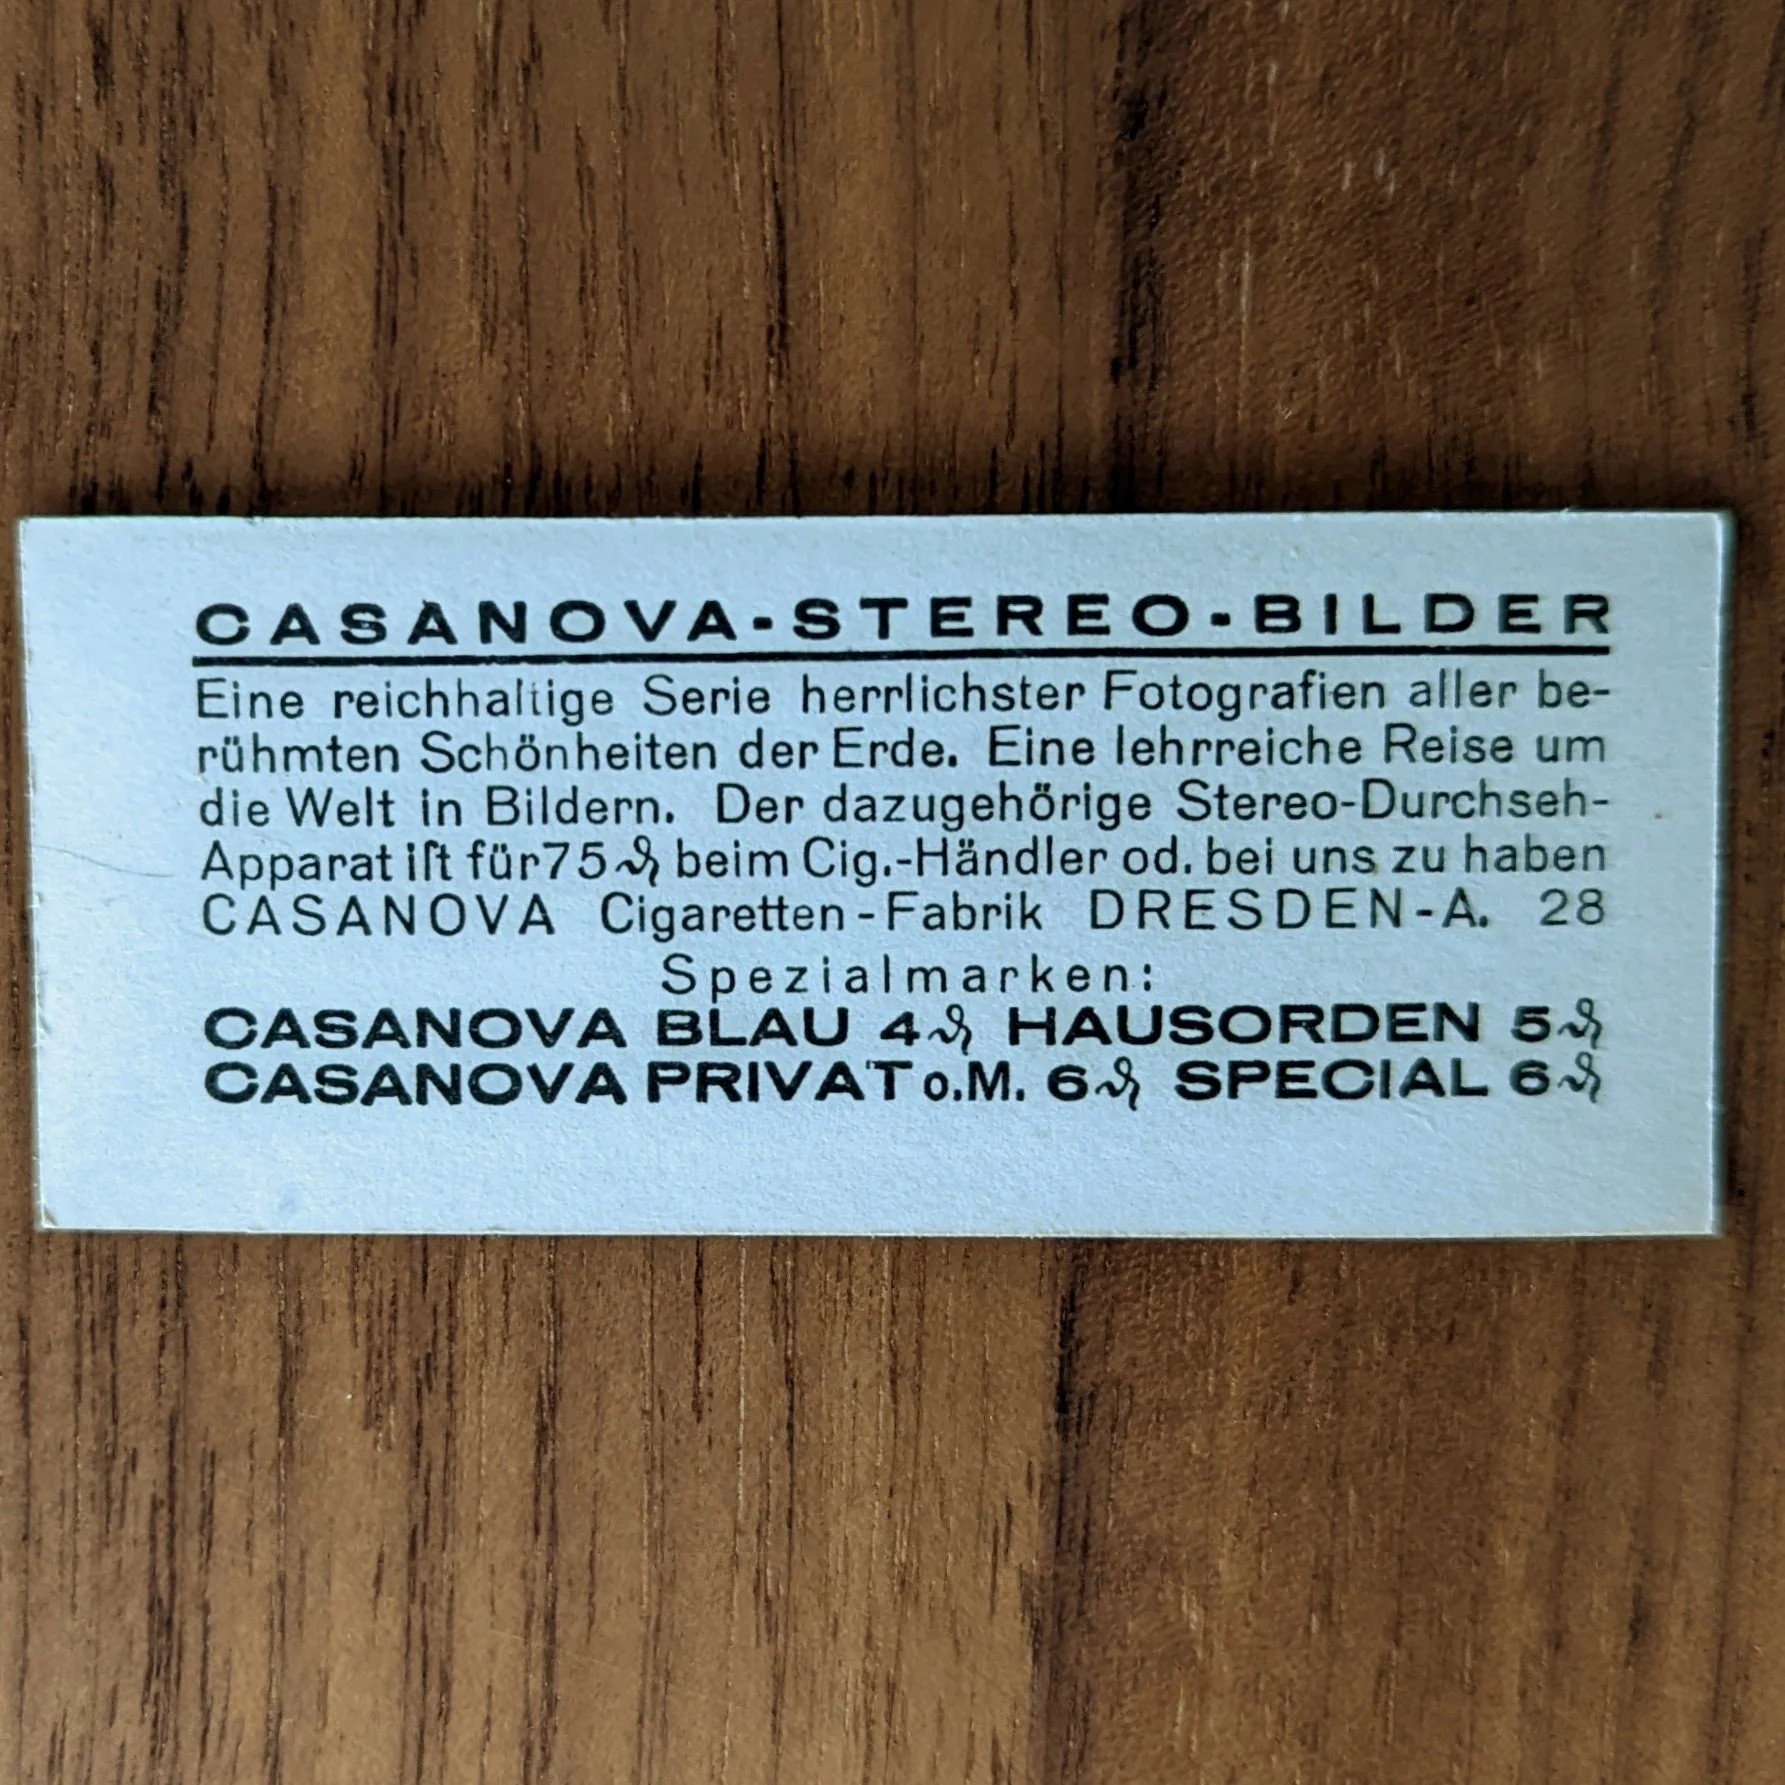 CASANOVA-STEREO-BILDER
Eine reichhaltige Serie herrlichster Fotografien aller be-
rühmten Schönheiten der Erde. Eine lehrreiche Reise um
die Welt in Bildern. Der dazugehörige Stereo-Durchseh-
Apparat iſt für 75 ₰ beim Cig.-Händler od. bei uns zu haben
CASANOVA Cigaretten-Fabrik DRESDEN-A. 28
Spezialmarken:
CASANOVA BLAU 4 ₰ HAUSORDEN 5 ₰
CASANOVA PRIVAT o.M. 6 ₰ SPECIAL 6 ₰